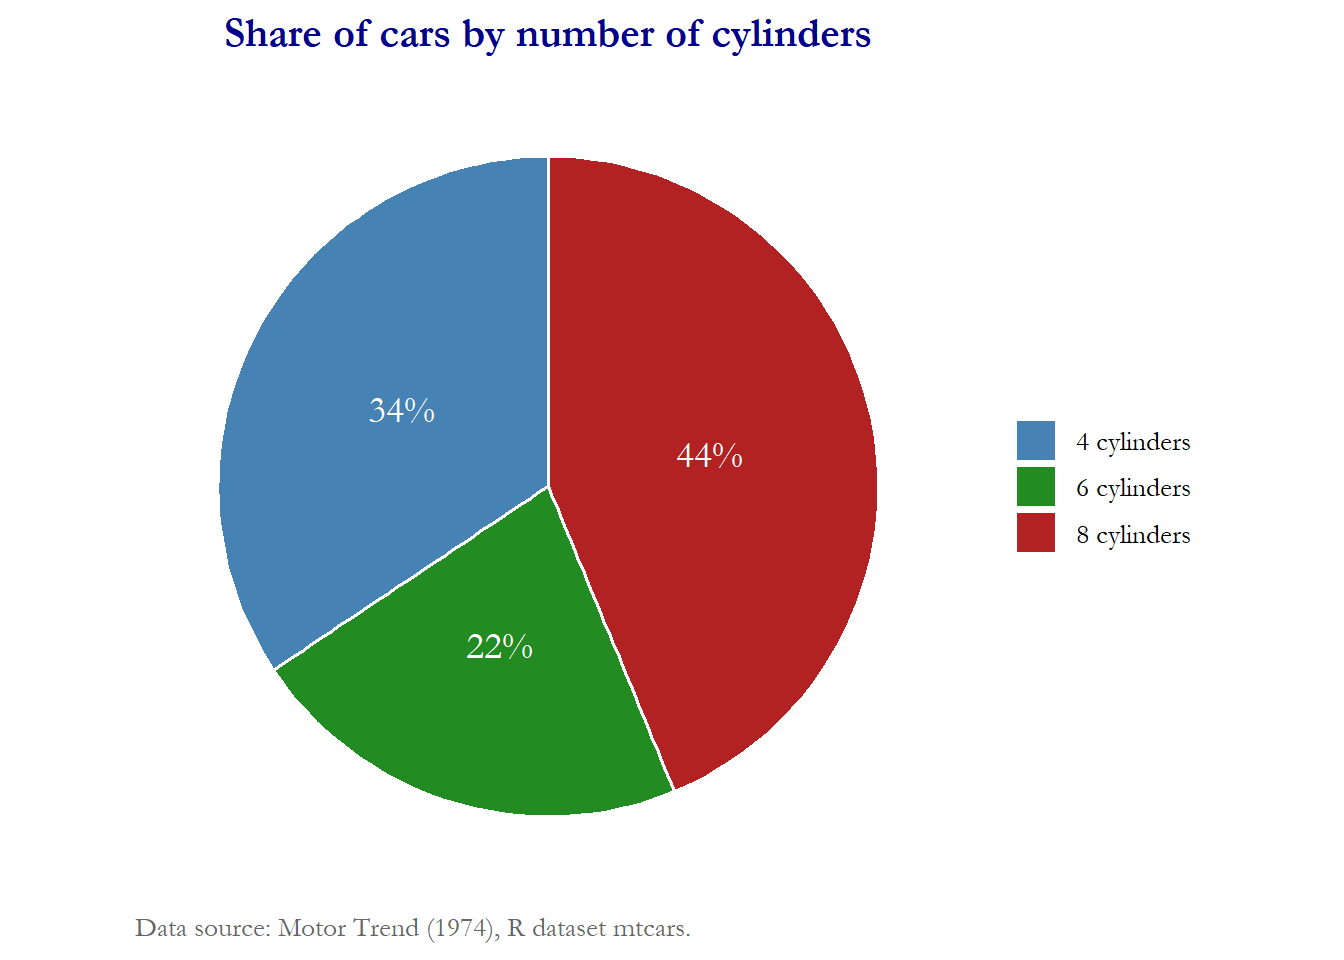 Share of cars by number of cylinders
34%
44%
22%
4 cylinders
6 cylinders
8 cylinders
Data source: Motor Trend (1974), R dataset mtcars.